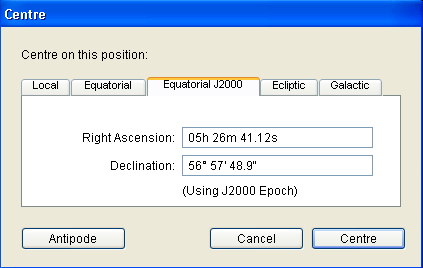 Centre
Centre on this position:
Local Equatorial Equatorial J2000 Ecliptic Galactic
Right Ascension: 05h 26m 41.12s
Declination: 56° 57' 48.9"
(Using J2000 Epoch)
Antipode Cancel Centre